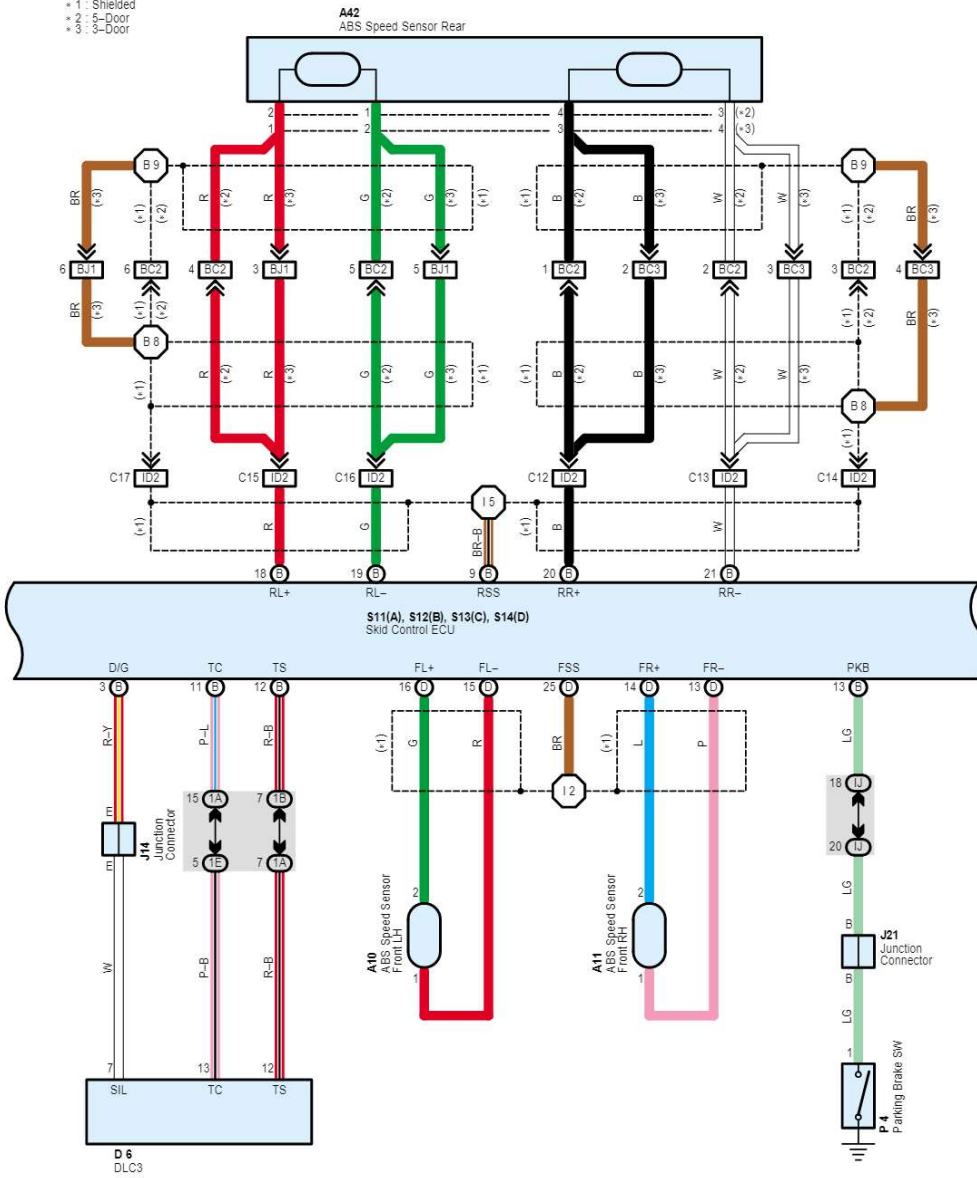 * 1 : Shielded
* 2 : 5–Door
* 3 : 3–Door
A42
ABS Speed Sensor Rear
2 1 4 3 (*2)
1 2 3 4 (*3)
B 9 B 9
BR (*3) (*1) (*2) R (*2) R (*3) G (*2) G (*3) (*1) (*1) B (*2) B (*3) W (*2) W (*3) (*1) (*2) BR (*3)
6 BJ1 6 BC2 4 BC2 3 BJ1 5 BC2 5 BJ1 1 BC2 2 BC3 2 BC2 3 BC3 3 BC2 4 BC3
BR (*3) (*1) (*2) (*1) (*2) BR (*3)
B 8
(*1) R (*2) R (*3) G (*2) G (*3) (*1) (*1) B (*2) B (*3) W (*2) W (*3)
B 8
(*1)
C17 ID2 C15 ID2 C16 ID2 C12 ID2 C13 ID2 C14 ID2
I 5
(*1) R G BR–B (*1) B W
18 B 19 B 9 B 20 B 21 B
RL+ RL– RSS RR+ RR–
S11(A), S12(B), S13(C), S14(D)
Skid Control ECU
D/G TC TS FL+ FL– FSS FR+ FR– PKB
3 B 11 B 12 B 16 D 15 D 25 D 14 D 13 D 13 B
R–Y P–L R–B (*1) G R BR (*1) L P LG
18 IJ
I 2
15 1A 7 1B
E
J14
Junction
Connector
20 IJ
5 1E 7 1A
E
LG
2 2
B
A10
ABS Speed Sensor
Front LH
A11
ABS Speed Sensor
Front RH
J21
Junction
Connector
1 1
B
W P–B R–B LG
1
7 13 12
SIL TC TS
P 4
Parking Brake SW
D 6
DLC3